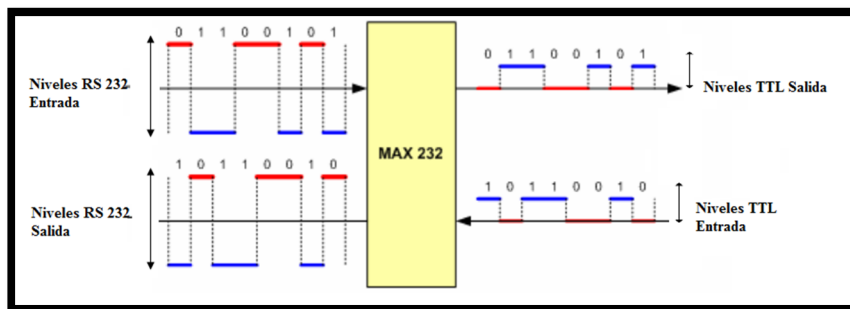 0 1 1 0 0 1 0 1
Niveles RS 232
Entrada
0 1 1 0 0 1 0 1
Niveles TTL Salida
MAX 232
1 0 1 1 0 0 1 0
Niveles RS 232.
Salida
1 0 1 1 0 0 1 0
Niveles TTL
Entrada